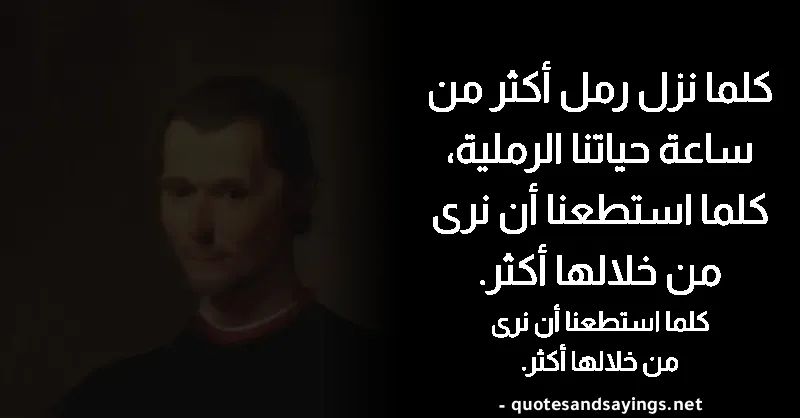 كلما نزل رمل أكثر من
ساعة حياتنا الرملية،
كلما استطعنا أن نرى
من خلالها أكثر.
كلما استطعنا أن نرى
من خلالها أكثر.
- quotesandsayings.net